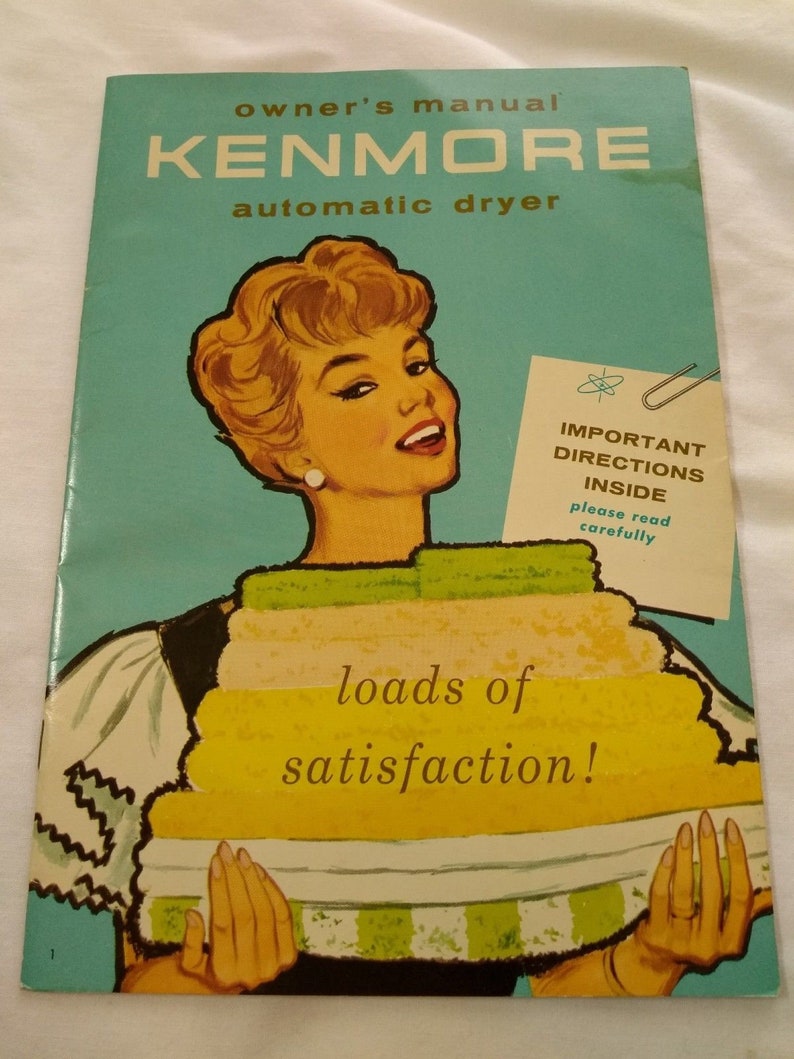 owner's manual
KENMORE
automatic dryer
IMPORTANT
DIRECTIONS
INSIDE
please read
carefully
loads of
satisfaction!
1